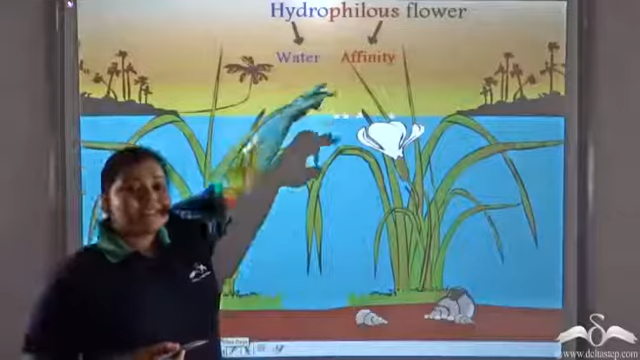 Hydrophilous flower
Water Affinity
www.deltastep.com